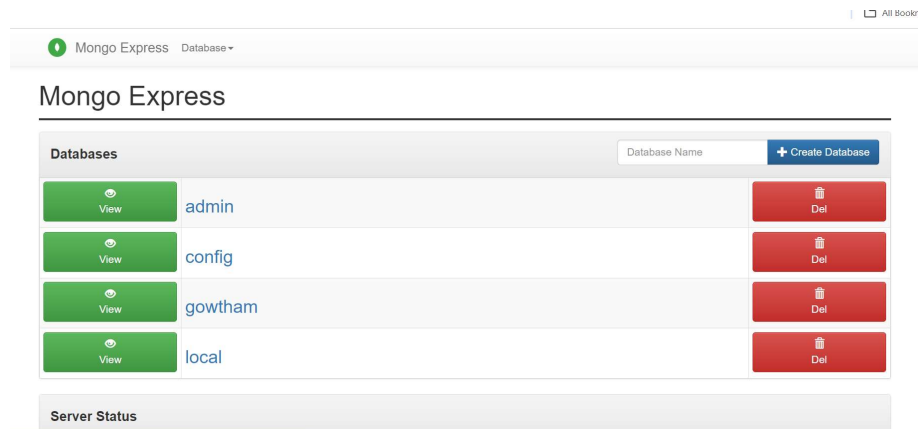 All Bookr
Mongo Express Database
Mongo Express
Databases Database Name + Create Database
View admin Del
View config Del
View gowtham Del
View local Del
Server Status